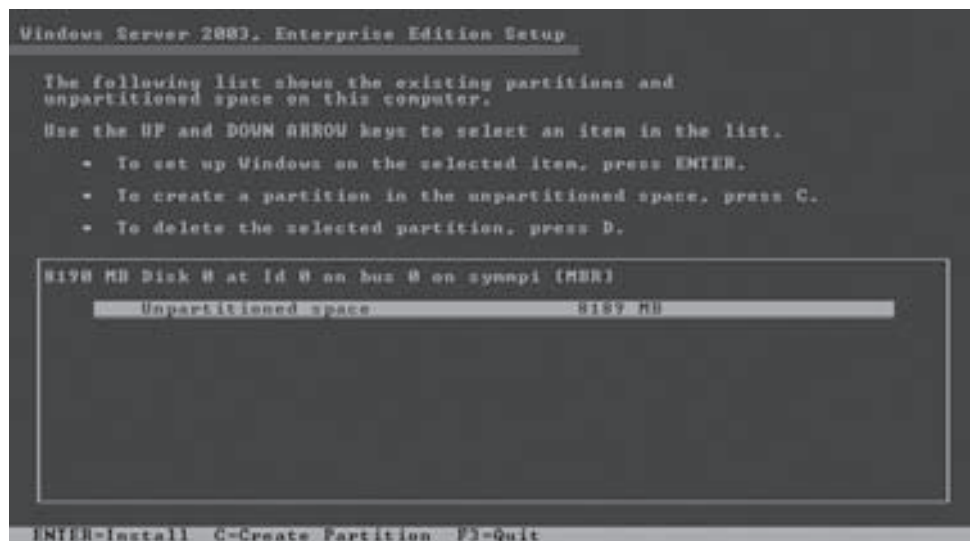 Windows Server 2003, Enterprise Edition Setup
The following list shows the existing partitions and
unpartitioned space on this computer.
Use the UP and DOWN ARROW keys to select an item in the list.
• To set up Windows on the selected item, press ENTER.
• To create a partition in the unpartitioned space, press C.
• To delete the selected partition, press D.
8190 MB Disk 0 at Id 0 on bus 0 on symmpi [MBR]
Unpartitioned space 8189 MB
ENTER=Install C=Create Partition F3=Quit